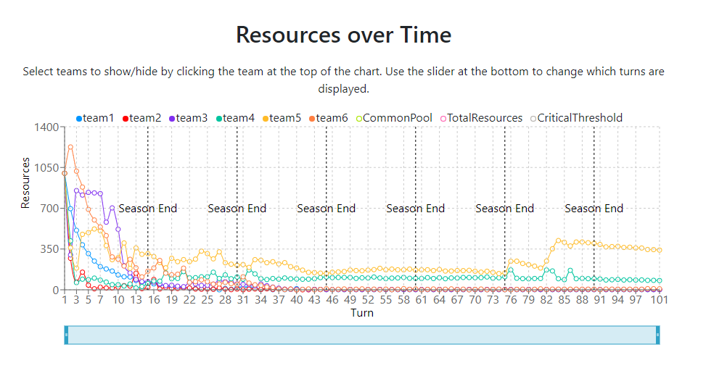 Resources over Time
Select teams to show/hide by clicking the team at the top of the chart. Use the slider at the bottom to change which turns are
displayed.
team1 team2 team3 team4 team5 team6 CommonPool TotalResources CriticalThreshold
1400
1050
700
350
0
Resources
Season End Season End Season End Season End Season End Season End
1 3 5 7 10 13 16 19 22 25 28 31 34 37 40 43 46 49 52 55 58 61 64 67 70 73 76 79 82 85 88 91 94 97 101
Turn